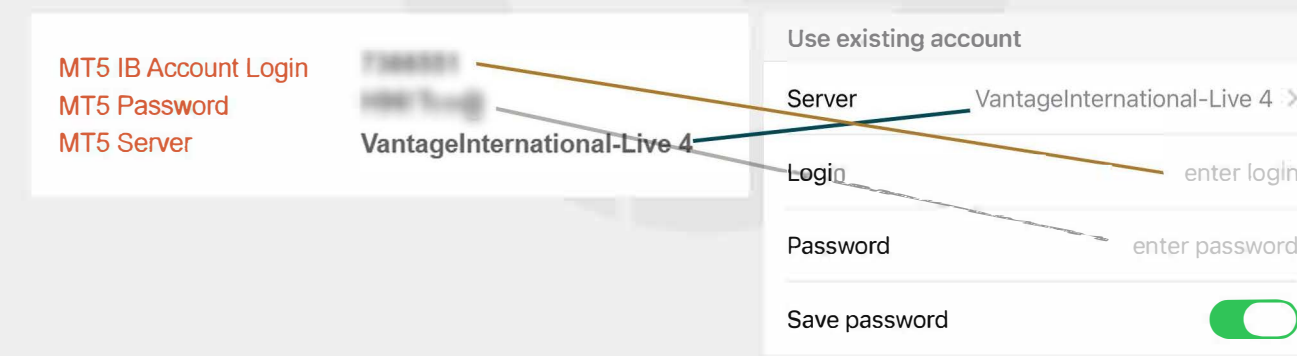 MT5 IB Account Login
MT5 Password
MT5 Server VantageInternational-Live 4
Use existing account
Server VantageInternational-Live 4
Login enter login
Password enter password
Save password